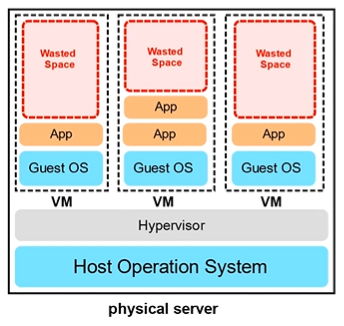 Wasted
Space
App
Guest OS
VM
Wasted
Space
App
App
Guest OS
VM
Wasted
Space
App
Guest OS
VM
Hypervisor
Host Operation System
physical server